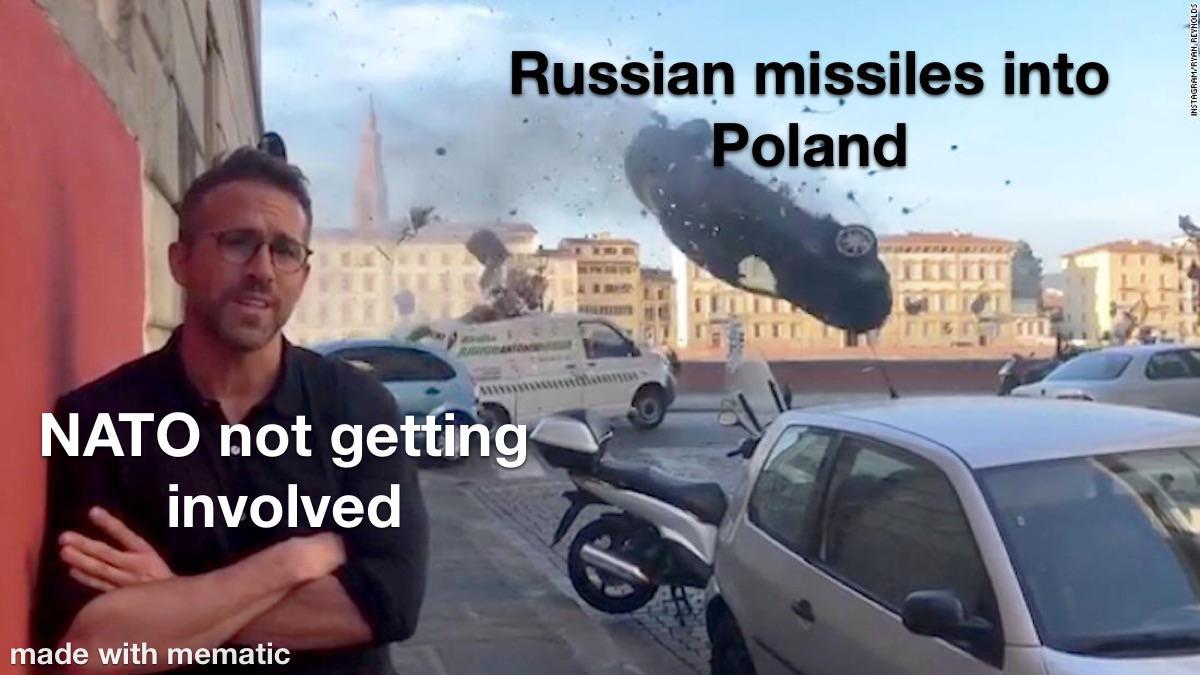 Russian missiles into
Poland
INSTAGRAM/RYAN REYNOLDS
NATO not getting
involved
made with mematic